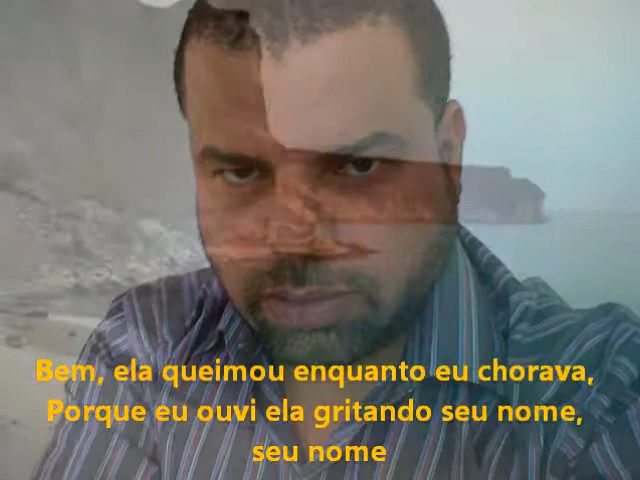 Bem, ela queimou enquanto eu chorava,
Porque eu ouvi ela gritando seu nome,
seu nome